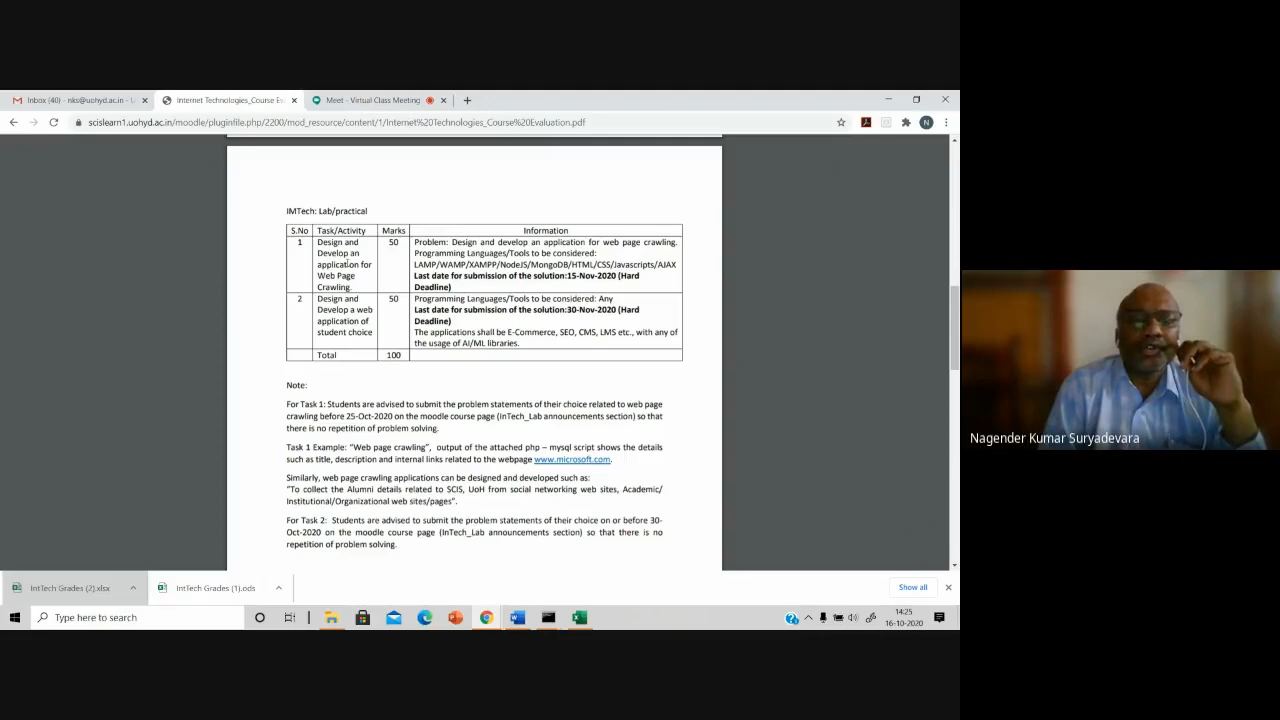 Inbox (40) - nks@uohyd.ac.in -
Internet Technologies_Course
Meet - Virtual Class Meeting
scislearn1.uohyd.ac.in/moodle/pluginfile.php/2200/mod_resource/content/1/Internet%20Technologies_Course%20Evaluation.pdf
N
IMTech: Lab/practical
S.No Task/Activity Marks Information
1 Design and Develop an application for Web Page Crawling. 50 Problem: Design and develop an application for web page crawling.
Programming Languages/Tools to be considered:
LAMP/WAMP/XAMPP/NodeJS/MongoDB/HTML/CSS/Javascripts/AJAX
Last date for submission of the solution:15-Nov-2020 (Hard
Deadline)
2 Design and Develop a web application of student choice 50 Programming Languages/Tools to be considered: Any
Last date for submission of the solution:30-Nov-2020 (Hard
Deadline)
The applications shall be E-Commerce, SEO, CMS, LMS etc., with any of
the usage of AI/ML libraries.
Total 100
Note:
For Task 1: Students are advised to submit the problem statements of their choice related to web page
crawling before 25-Oct-2020 on the moodle course page (InTech_Lab announcements section) so that
there is no repetition of problem solving.
Task 1 Example: “Web page crawling”, output of the attached php – mysql script shows the details
such as title, description and internal links related to the webpage www.microsoft.com.
Similarly, web page crawling applications can be designed and developed such as:
“To collect the Alumni details related to SCIS, UoH from social networking web sites, Academic/
Institutional/Organizational web sites/pages”.
For Task 2: Students are advised to submit the problem statements of their choice on or before 30-
Oct-2020 on the moodle course page (InTech_Lab announcements section) so that there is no
repetition of problem solving.
Nagender Kumar Suryadevara
IntTech Grades (2).xlsx
IntTech Grades (1).ods
Show all
Type here to search
14:25
16-10-2020